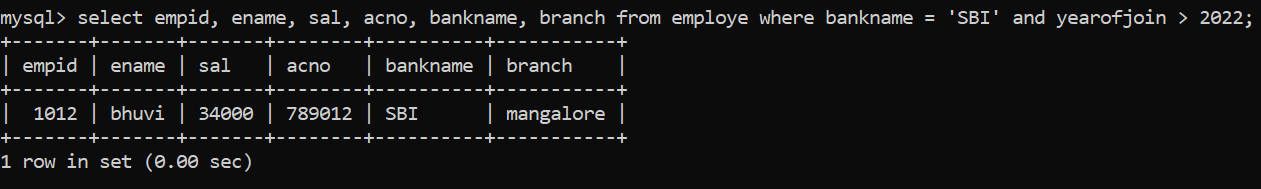 mysql> select empid, ename, sal, acno, bankname, branch from employe where bankname = 'SBI' and yearofjoin > 2022;
+-------+-------+-------+--------+----------+-----------+
| empid | ename | sal   | acno   | bankname | branch    |
+-------+-------+-------+--------+----------+-----------+
|  1012 | bhuvi | 34000 | 789012 | SBI      | mangalore |
+-------+-------+-------+--------+----------+-----------+
1 row in set (0.00 sec)